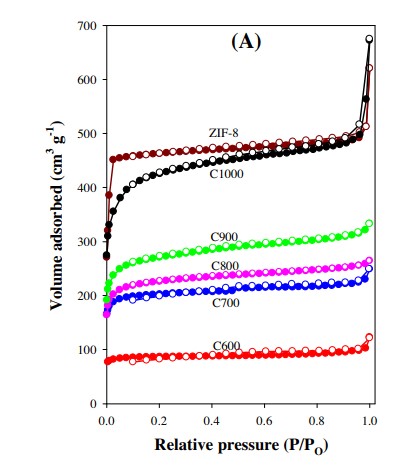 (A)
700
600
500
400
300
200
100
0
Volume adsorbed (cm³ g⁻¹)
ZIF-8
C1000
C900
C800
C700
C600
0.0 0.2 0.4 0.6 0.8 1.0
Relative pressure (P/P_O)